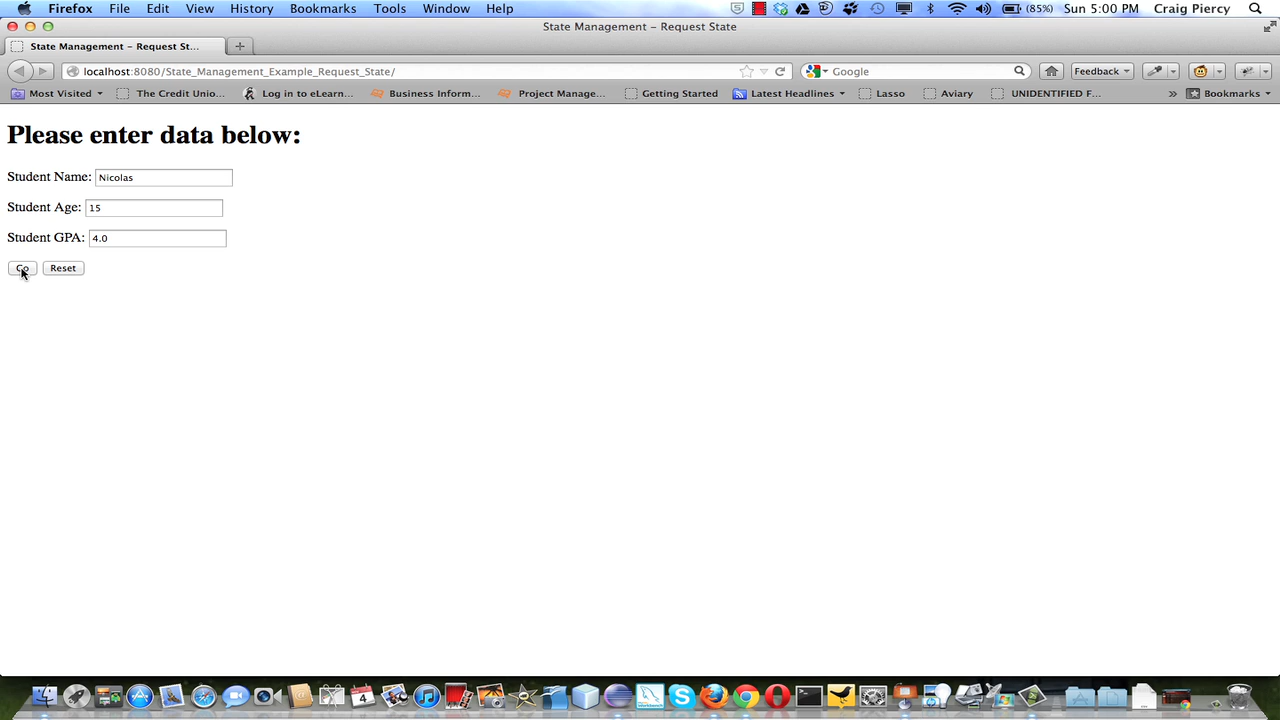 Firefox File Edit View History Bookmarks Tools Window Help (85%) Sun 5:00 PM Craig Piercy
State Management – Request State
State Management – Request St...
localhost:8080/State_Management_Example_Request_State/ Google Feedback
Most Visited The Credit Unio... Log in to eLearn... Business Inform... Project Manage... Getting Started Latest Headlines Lasso Aviary UNIDENTIFIED F... » Bookmarks
Please enter data below:
Student Name: Nicolas
Student Age: 15
Student GPA: 4.0
Go Reset